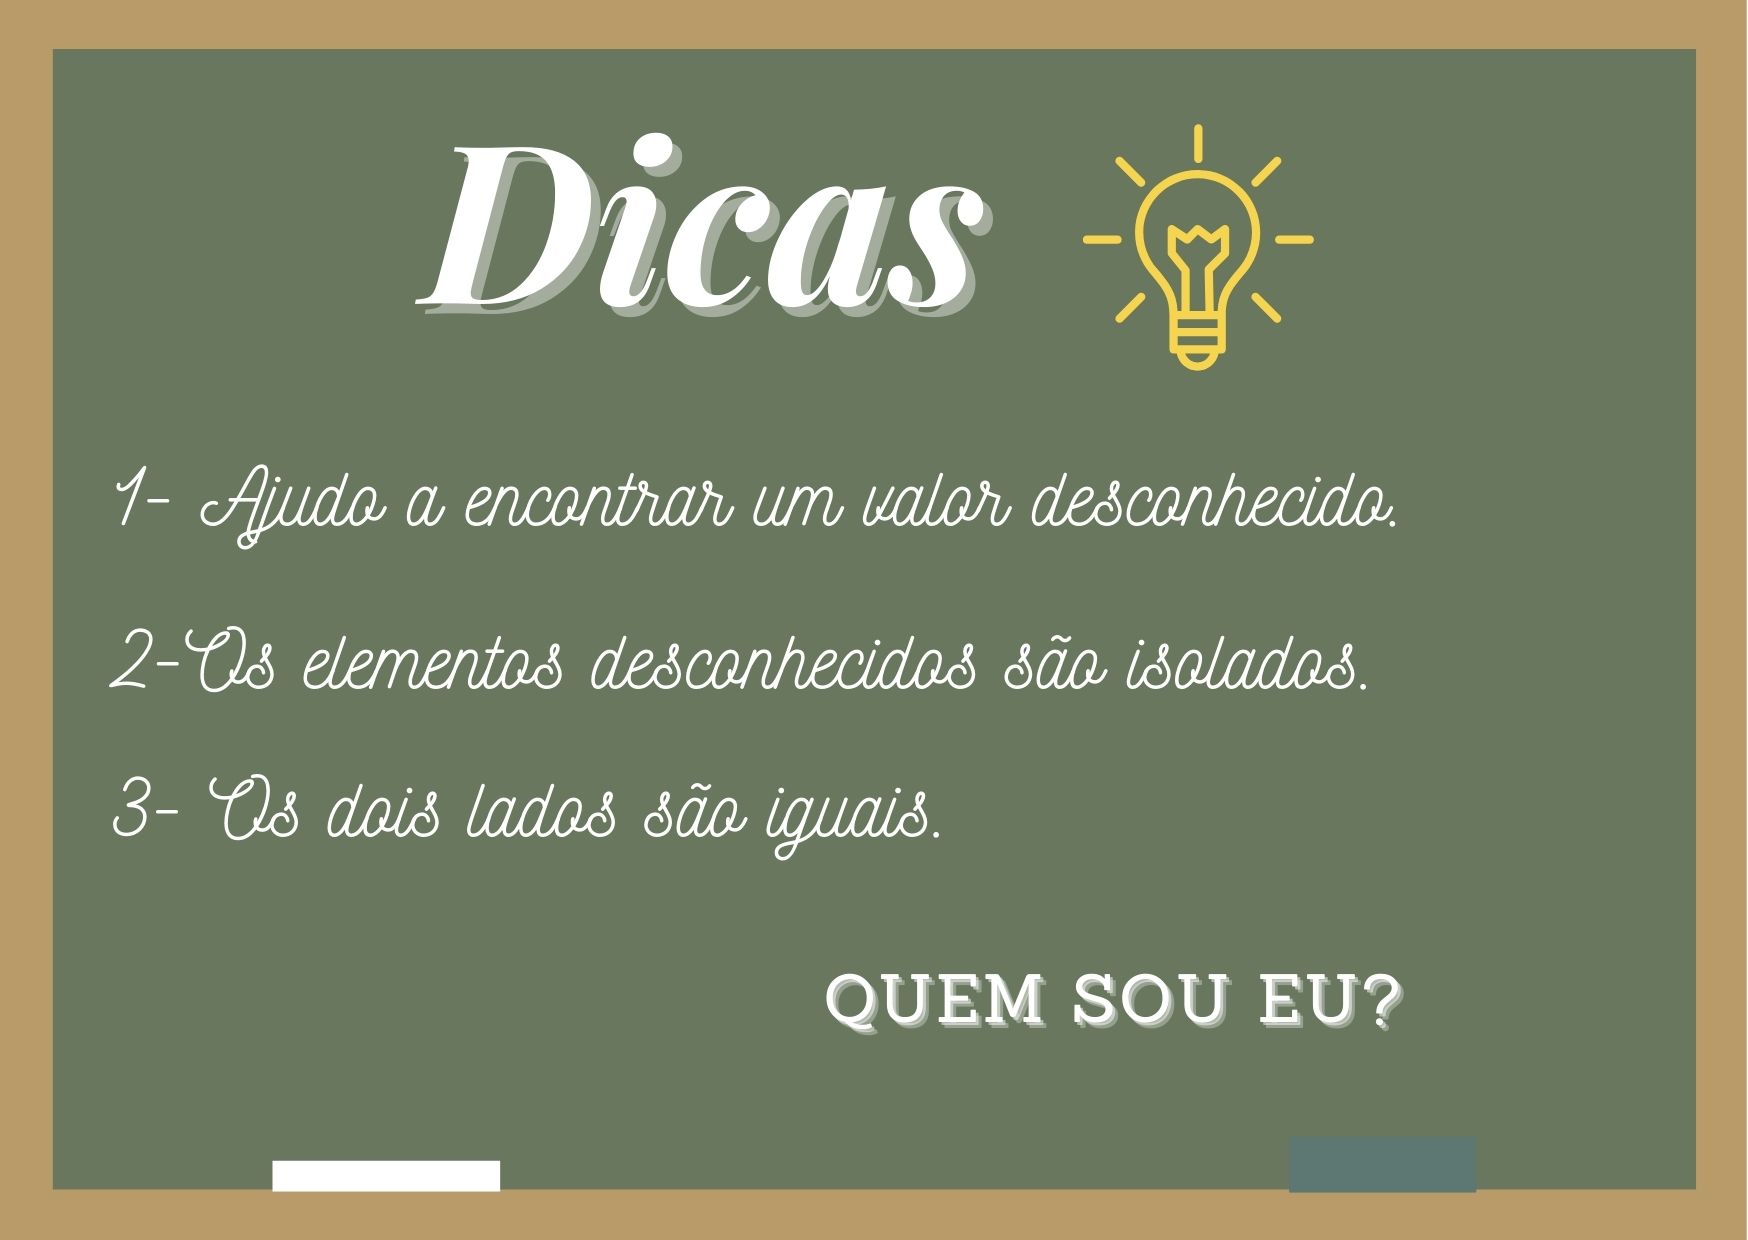 Dicas
1- Ajudo a encontrar um valor desconhecido.
2-Os elementos desconhecidos são isolados.
3- Os dois lados são iguais.
QUEM SOU EU?